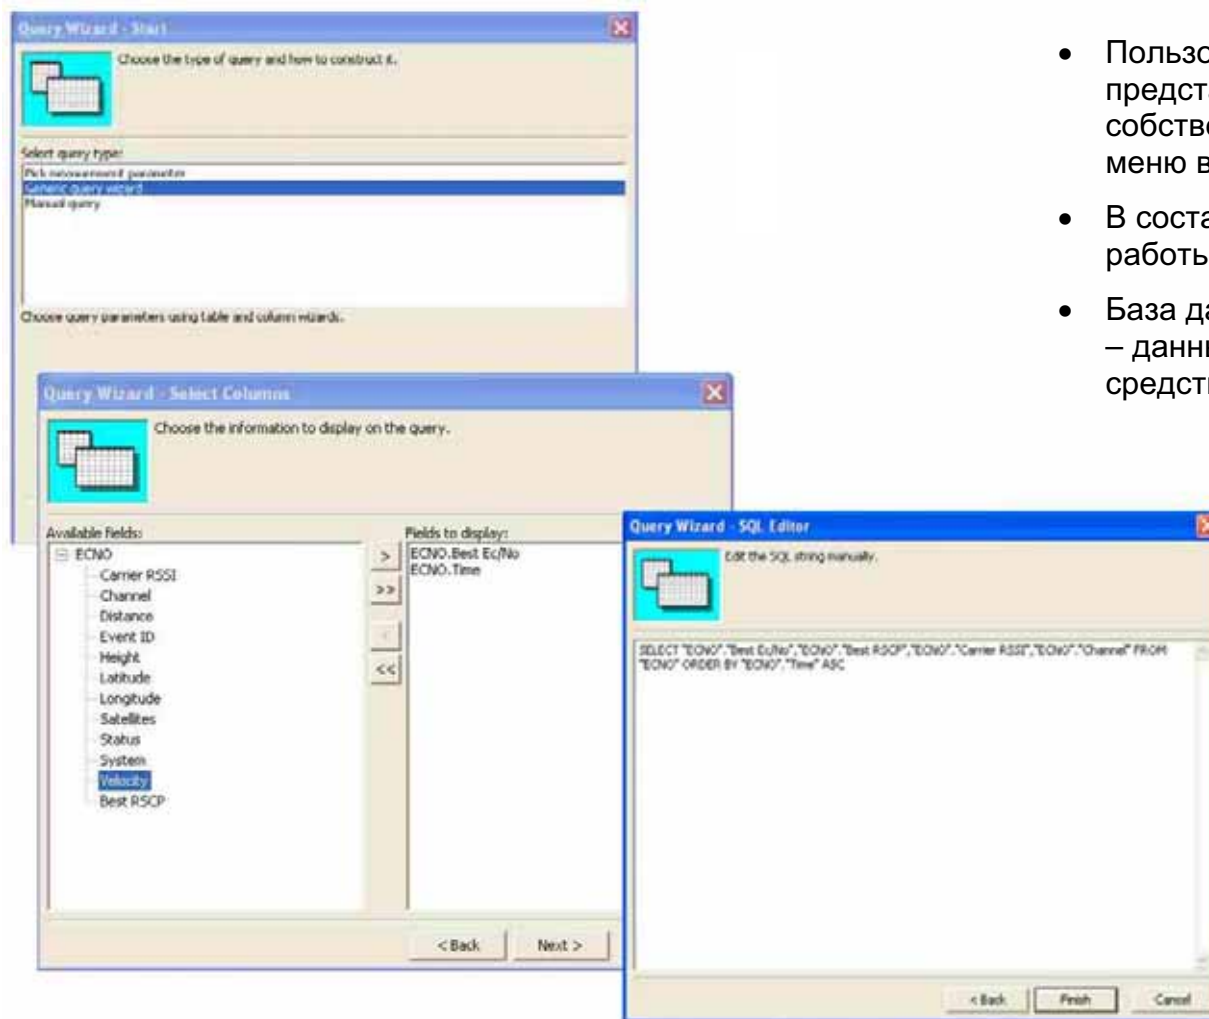 Query Wizard - Start
Choose the type of query and how to construct it.
Select query type:
Pick measurement parameter
Generic query wizard
Manual query
Choose query parameters using table and column wizards.
Query Wizard - Select Columns
Choose the information to display on the query.
Available fields:
ECNO
Carrier RSSI
Channel
Distance
Event ID
Height
Latitude
Longitude
Satellites
Status
System
Velocity
Best RSCP
>
>>
<
<<
Fields to display:
ECNO.Best Ec/No
ECNO.Time
< Back
Next >
Query Wizard - SQL Editor
Edit the SQL string manually.
SELECT "ECNO"."Best Ec/No","ECNO"."Best RSCP","ECNO"."Carrier RSSI","ECNO"."Channel" FROM
"ECNO" ORDER BY "ECNO"."Time" ASC
< Back
Finish
Cancel
• Пользо
предст
собств
меню в
• В соста
работ
• База д
– данн
средст